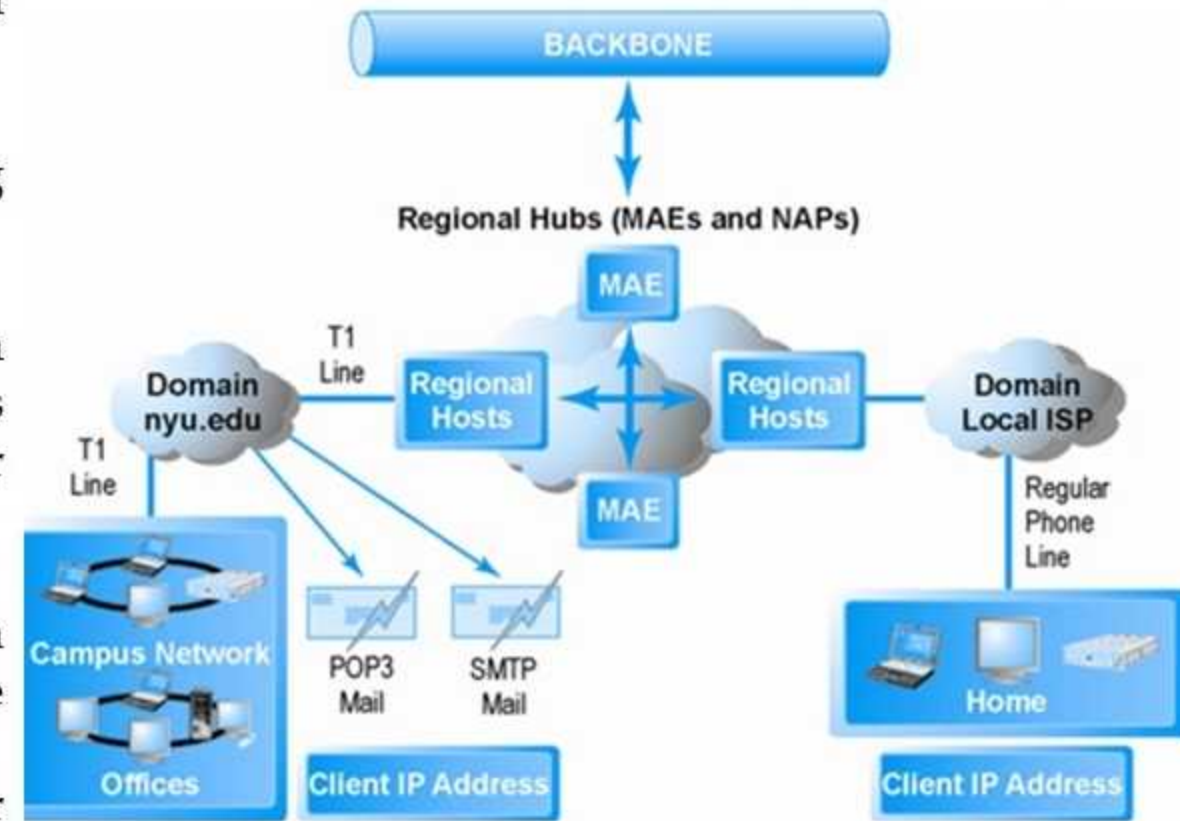 BACKBONE
Regional Hubs (MAEs and NAPs)
MAE
T1
Line
Domain
nyu.edu
Regional
Hosts
Regional
Hosts
Domain
Local ISP
T1
Line
MAE
Regular
Phone
Line
Campus Network
Offices
POP3
Mail
SMTP
Mail
Client IP Address
Home
Client IP Address